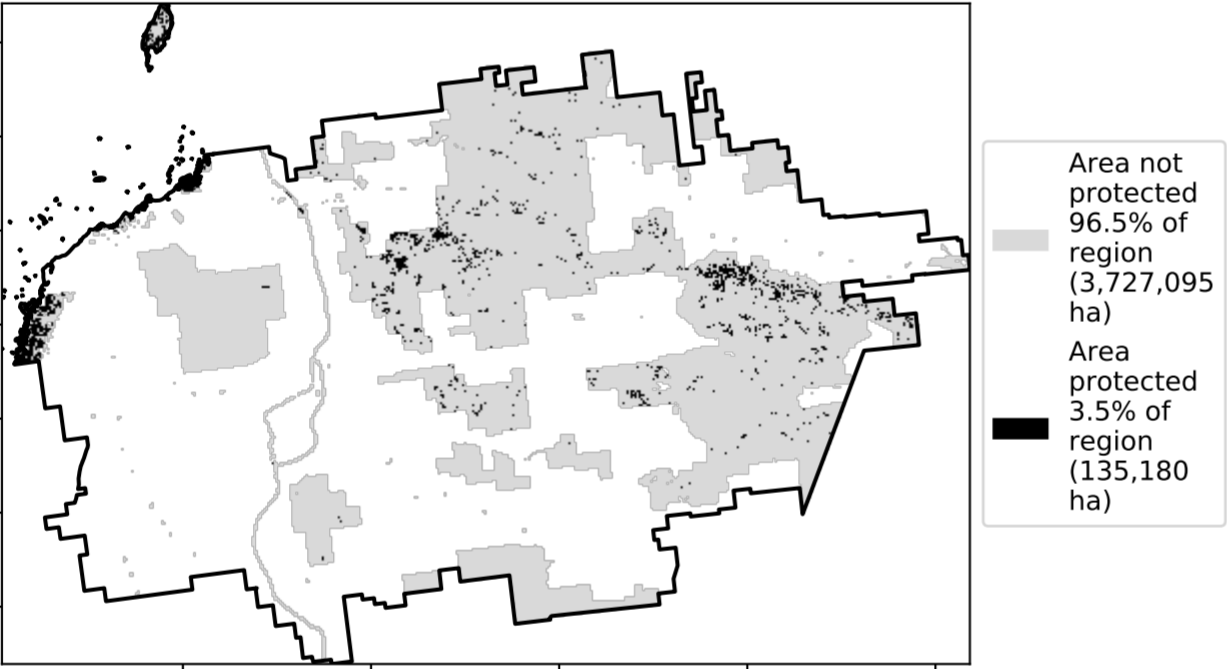 Area not
protected
96.5% of
region
(3,727,095
ha)
Area
protected
3.5% of
region
(135,180
ha)